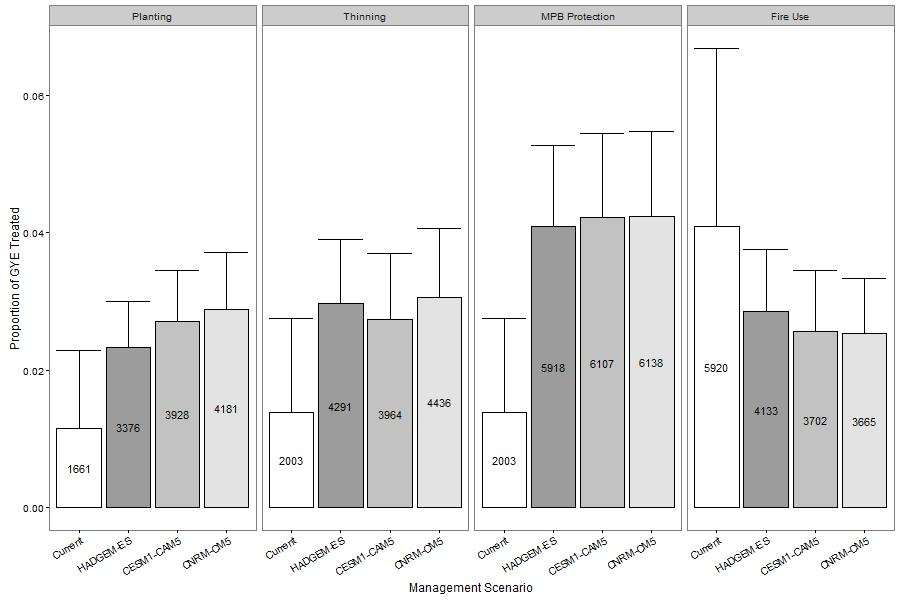 Planting Thinning MPB Protection Fire Use
Proportion of GYE Treated
0.06
0.04
0.02
0.00
1661 3376 3928 4181
2003 4291 3964 4436
2003 5918 6107 6138
5920 4133 3702 3665
Current HADGEM-ES CESM1-CAM5 CNRM-CM5
Current HADGEM-ES CESM1-CAM5 CNRM-CM5
Current HADGEM-ES CESM1-CAM5 CNRM-CM5
Current HADGEM-ES CESM1-CAM5 CNRM-CM5
Management Scenario